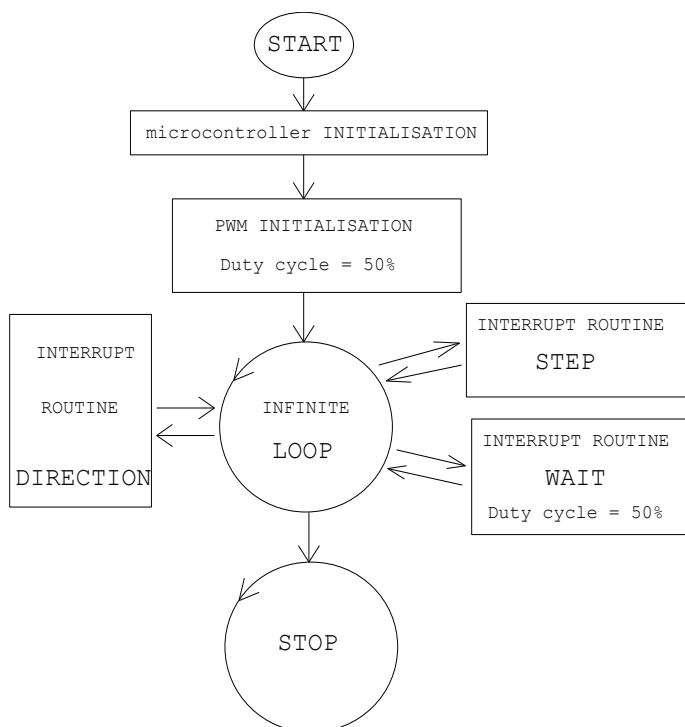 START
microcontroller INITIALISATION
PWM INITIALISATION
Duty cycle = 50%
INTERRUPT
ROUTINE
DIRECTION
INFINITE
LOOP
INTERRUPT ROUTINE
STEP
INTERRUPT ROUTINE
WAIT
Duty cycle = 50%
STOP